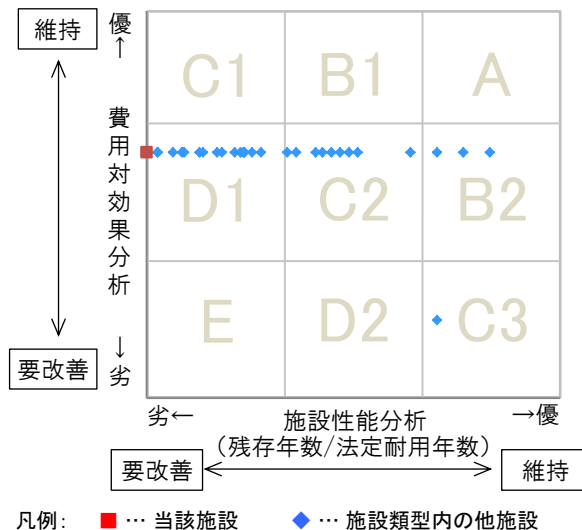 維持
優←
C1 B1 A
費用対効果分析
D1 C2 B2
E D2 C3
要改善
→劣
劣← 施設性能分析 →優
（残存年数/法定耐用年数）
要改善 維持
凡例: ■ … 当該施設 ◆ … 施設類型内の他施設